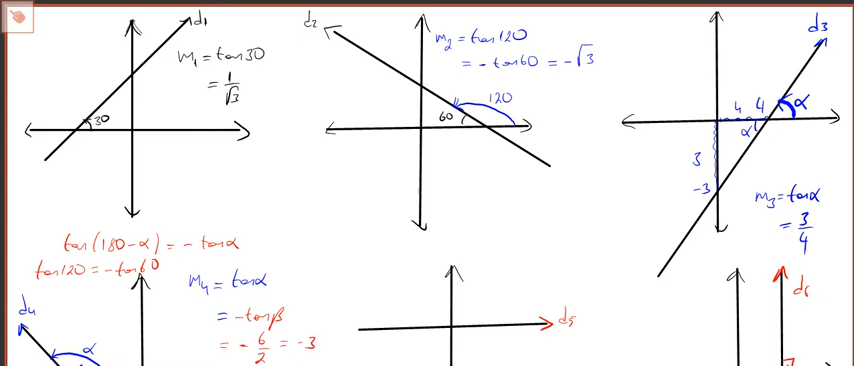 d1
m1 = tan30
= 1/√3
30
d2
m2 = tan120
= -tan60 = -√3
120
60
d3
4 4 α
α
3
-3
m3 = tanα
= 3/4
tan(180-α) = -tanα
tan120 = -tan60
m4 = tanα
= -tanβ
= -6/2 = -3
d4
α
d5
d6